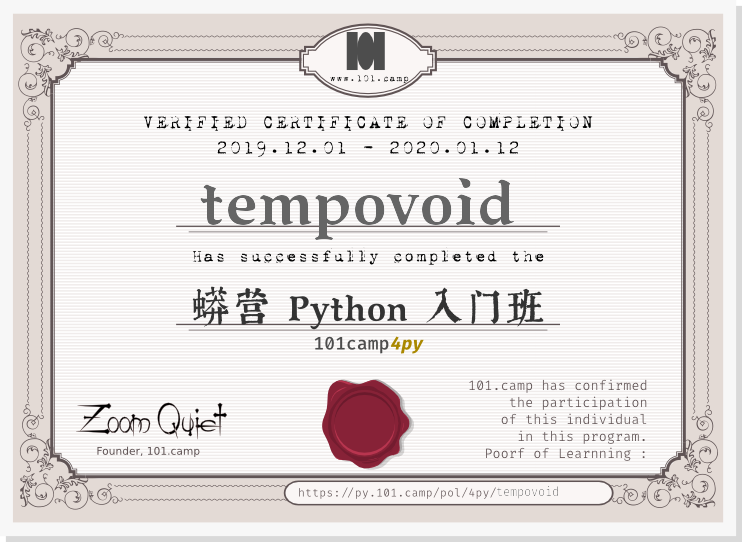 www.101.camp
VERIFIED CERTIFICATE OF COMPLETION
2019.12.01 - 2020.01.12
tempovoid
Has successfully completed the
蟒营 Python 入门班
101camp4py
Zoom Quiet
Founder, 101.camp
101.camp has confirmed
the participation
of this individual
in this program.
Poorf of Learnning :
https://py.101.camp/pol/4py/tempovoid